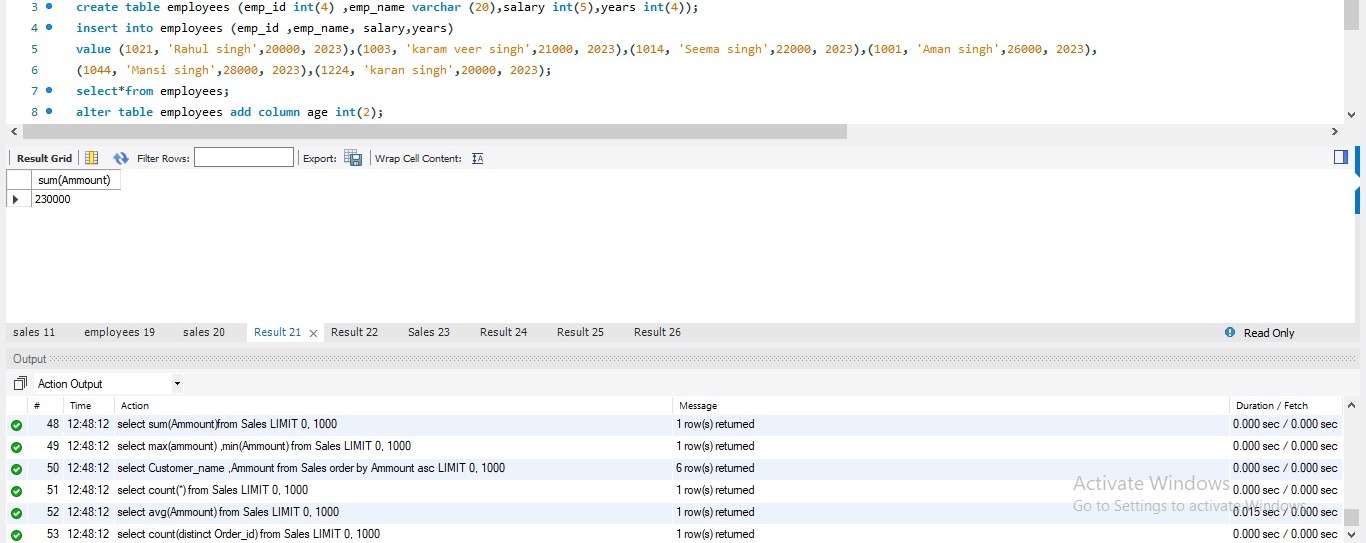 3 create table employees (emp_id int(4) ,emp_name varchar (20),salary int(5),years int(4));
4 insert into employees (emp_id ,emp_name, salary,years)
5 value (1021, 'Rahul singh',20000, 2023),(1003, 'karam veer singh',21000, 2023),(1014, 'Seema singh',22000, 2023),(1001, 'Aman singh',26000, 2023),
6 (1044, 'Mansi singh',28000, 2023),(1224, 'karan singh',20000, 2023);
7 select*from employees;
8 alter table employees add column age int(2);
Result Grid Filter Rows: Export: Wrap Cell Content:
sum(Ammount)
230000
sales 11 employees 19 sales 20 Result 21 Result 22 Sales 23 Result 24 Result 25 Result 26 Read Only
Output
Action Output
# Time Action Message Duration / Fetch
48 12:48:12 select sum(Ammount)from Sales LIMIT 0, 1000 1 row(s) returned 0.000 sec / 0.000 sec
49 12:48:12 select max(ammount) ,min(Ammount) from Sales LIMIT 0, 1000 1 row(s) returned 0.000 sec / 0.000 sec
50 12:48:12 select Customer_name ,Ammount from Sales order by Ammount asc LIMIT 0, 1000 6 row(s) returned 0.000 sec / 0.000 sec
51 12:48:12 select count(*) from Sales LIMIT 0, 1000 1 row(s) returned 0.000 sec / 0.000 sec
52 12:48:12 select avg(Ammount) from Sales LIMIT 0, 1000 1 row(s) returned 0.015 sec / 0.000 sec
53 12:48:12 select count(distinct Order_id) from Sales LIMIT 0, 1000 1 row(s) returned 0.000 sec / 0.000 sec
Activate Windows
Go to Settings to activate Windows.